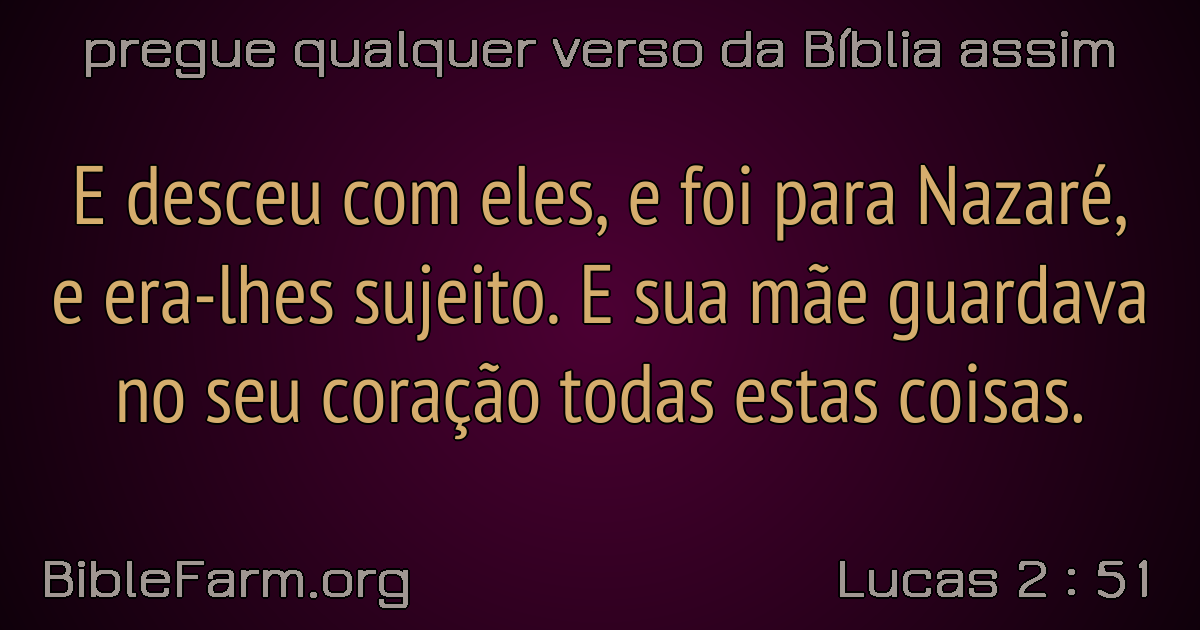 pregue qualquer verso da Bíblia assim
E desceu com eles, e foi para Nazaré,
e era-lhes sujeito. E sua mãe guardava
no seu coração todas estas coisas.
BibleFarm.org
Lucas 2 : 51